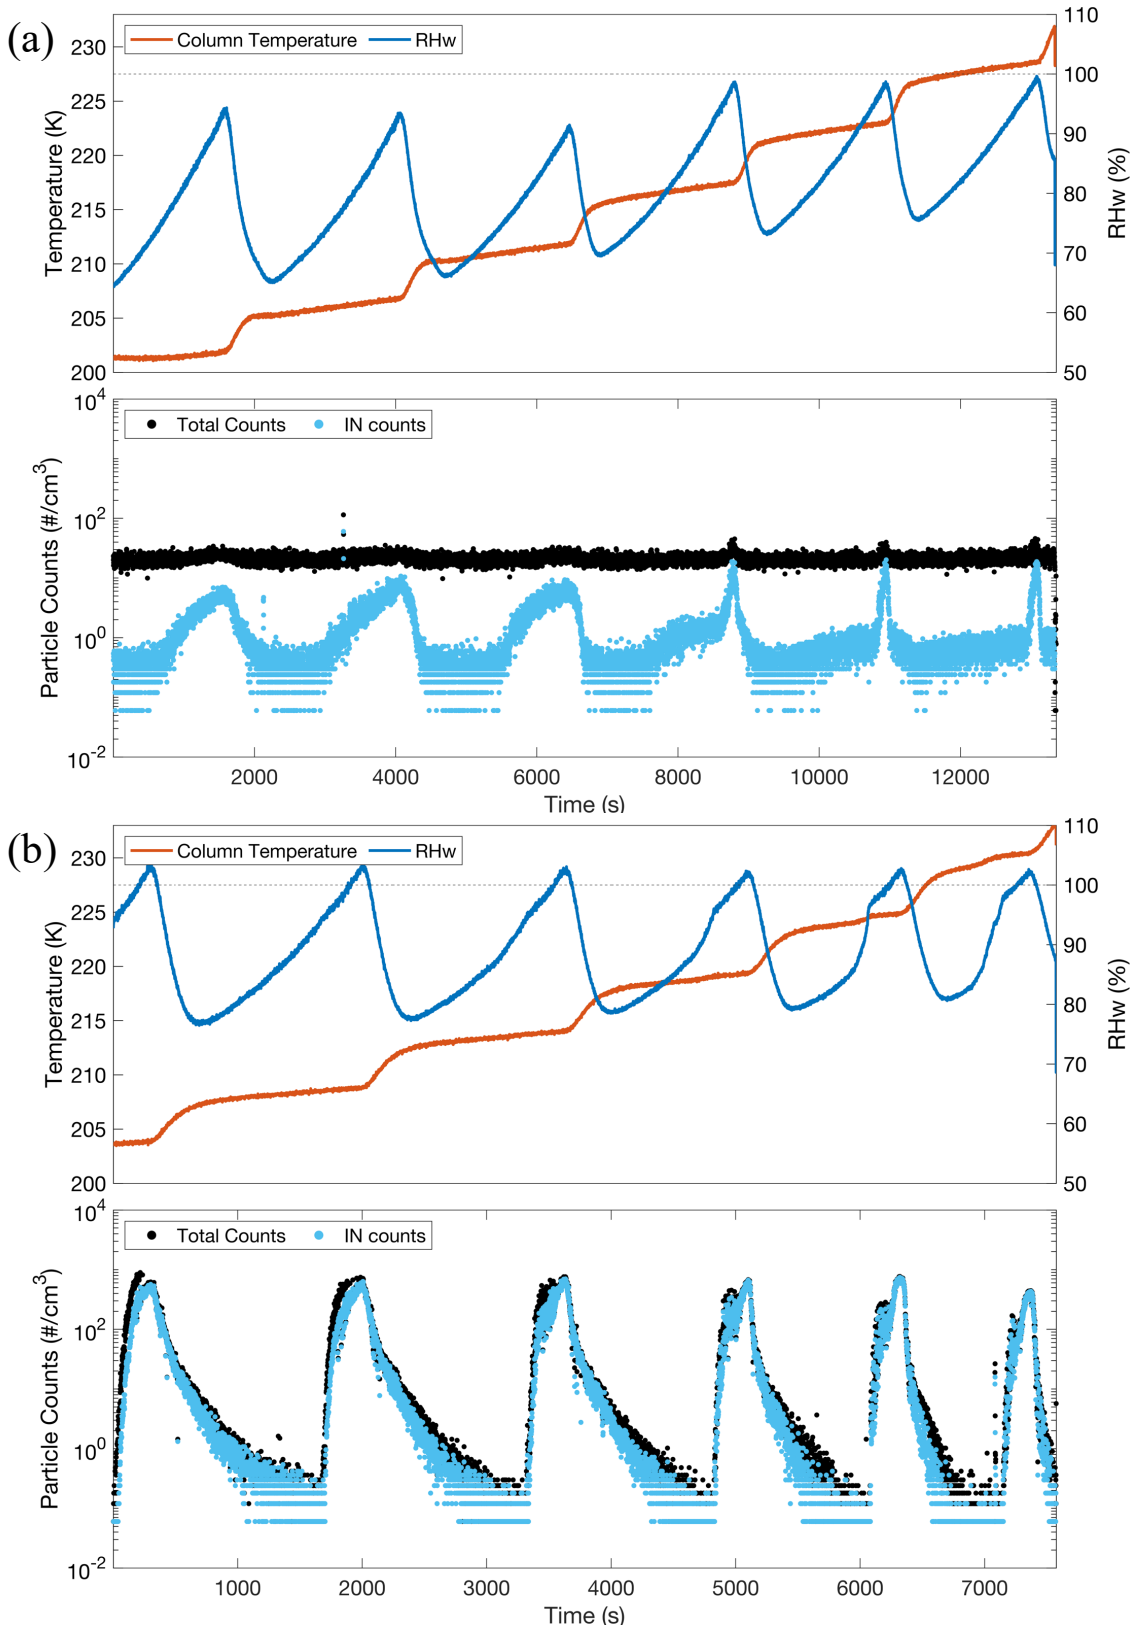 (a)
Column Temperature RHw
Temperature (K)
230
225
220
215
210
205
200
RHw (%)
110
100
90
80
70
60
50
Total Counts IN counts
Particle Counts (#/cm³)
10⁴
10²
10⁰
10⁻²
2000 4000 6000 8000 10000 12000
Time (s)
(b)
Column Temperature RHw
Temperature (K)
230
225
220
215
210
205
200
RHw (%)
110
100
90
80
70
60
50
Total Counts IN counts
Particle Counts (#/cm³)
10⁴
10²
10⁰
10⁻²
1000 2000 3000 4000 5000 6000 7000
Time (s)